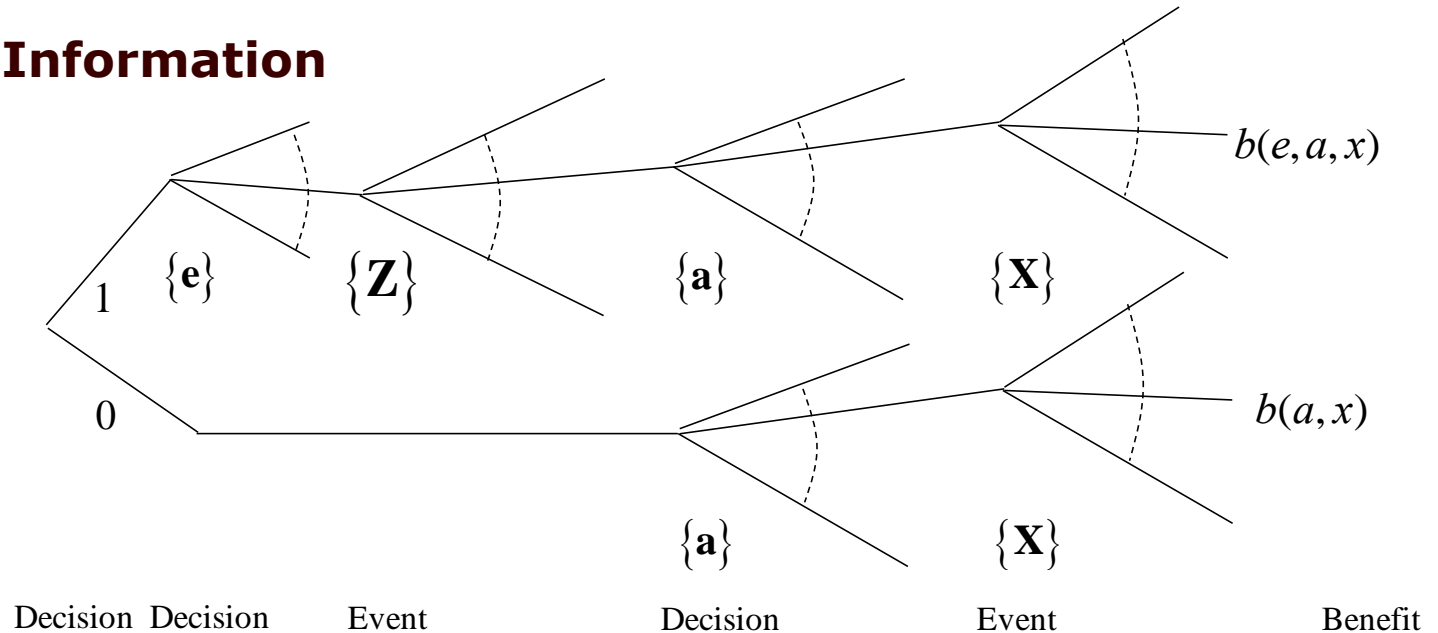 Information
b(e,a,x)
{e} {Z} {a} {X}
1
0
b(a,x)
{a} {X}
Decision Decision Event Decision Event Benefit